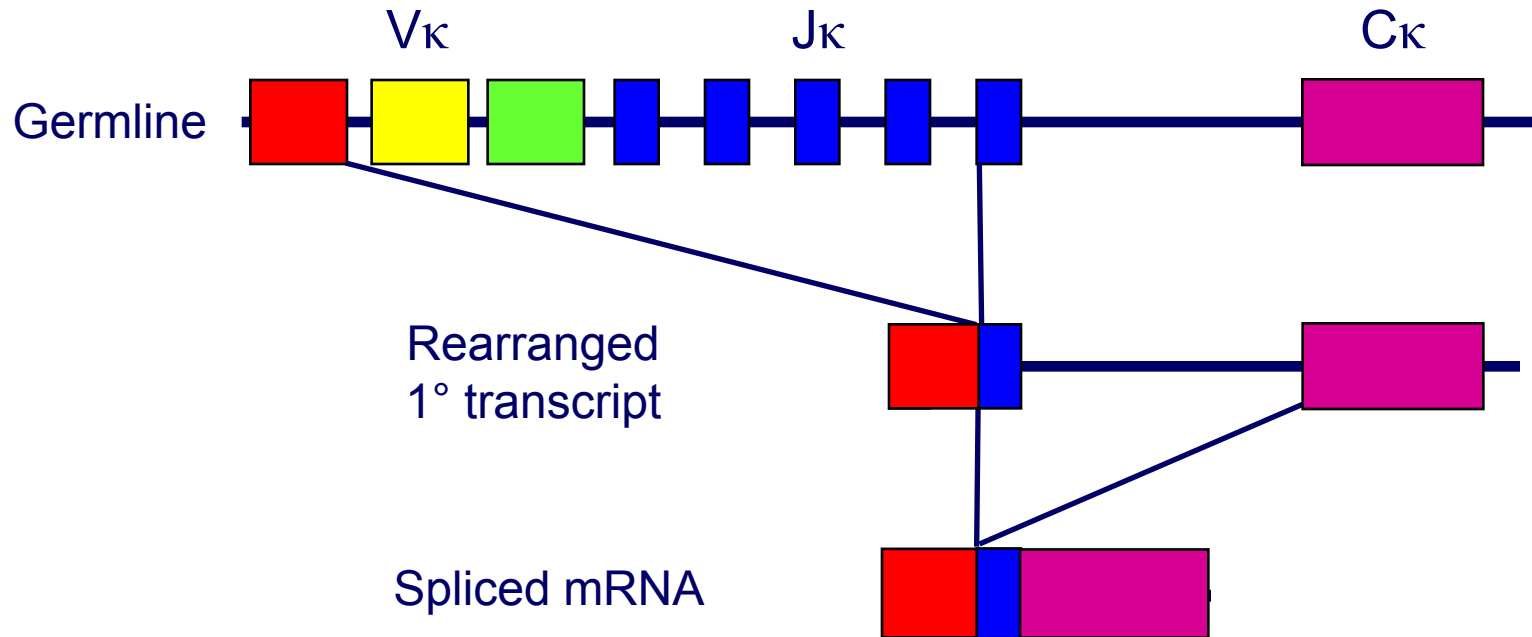 Vκ Jκ Cκ
Germline
Rearranged
1° transcript
Spliced mRNA